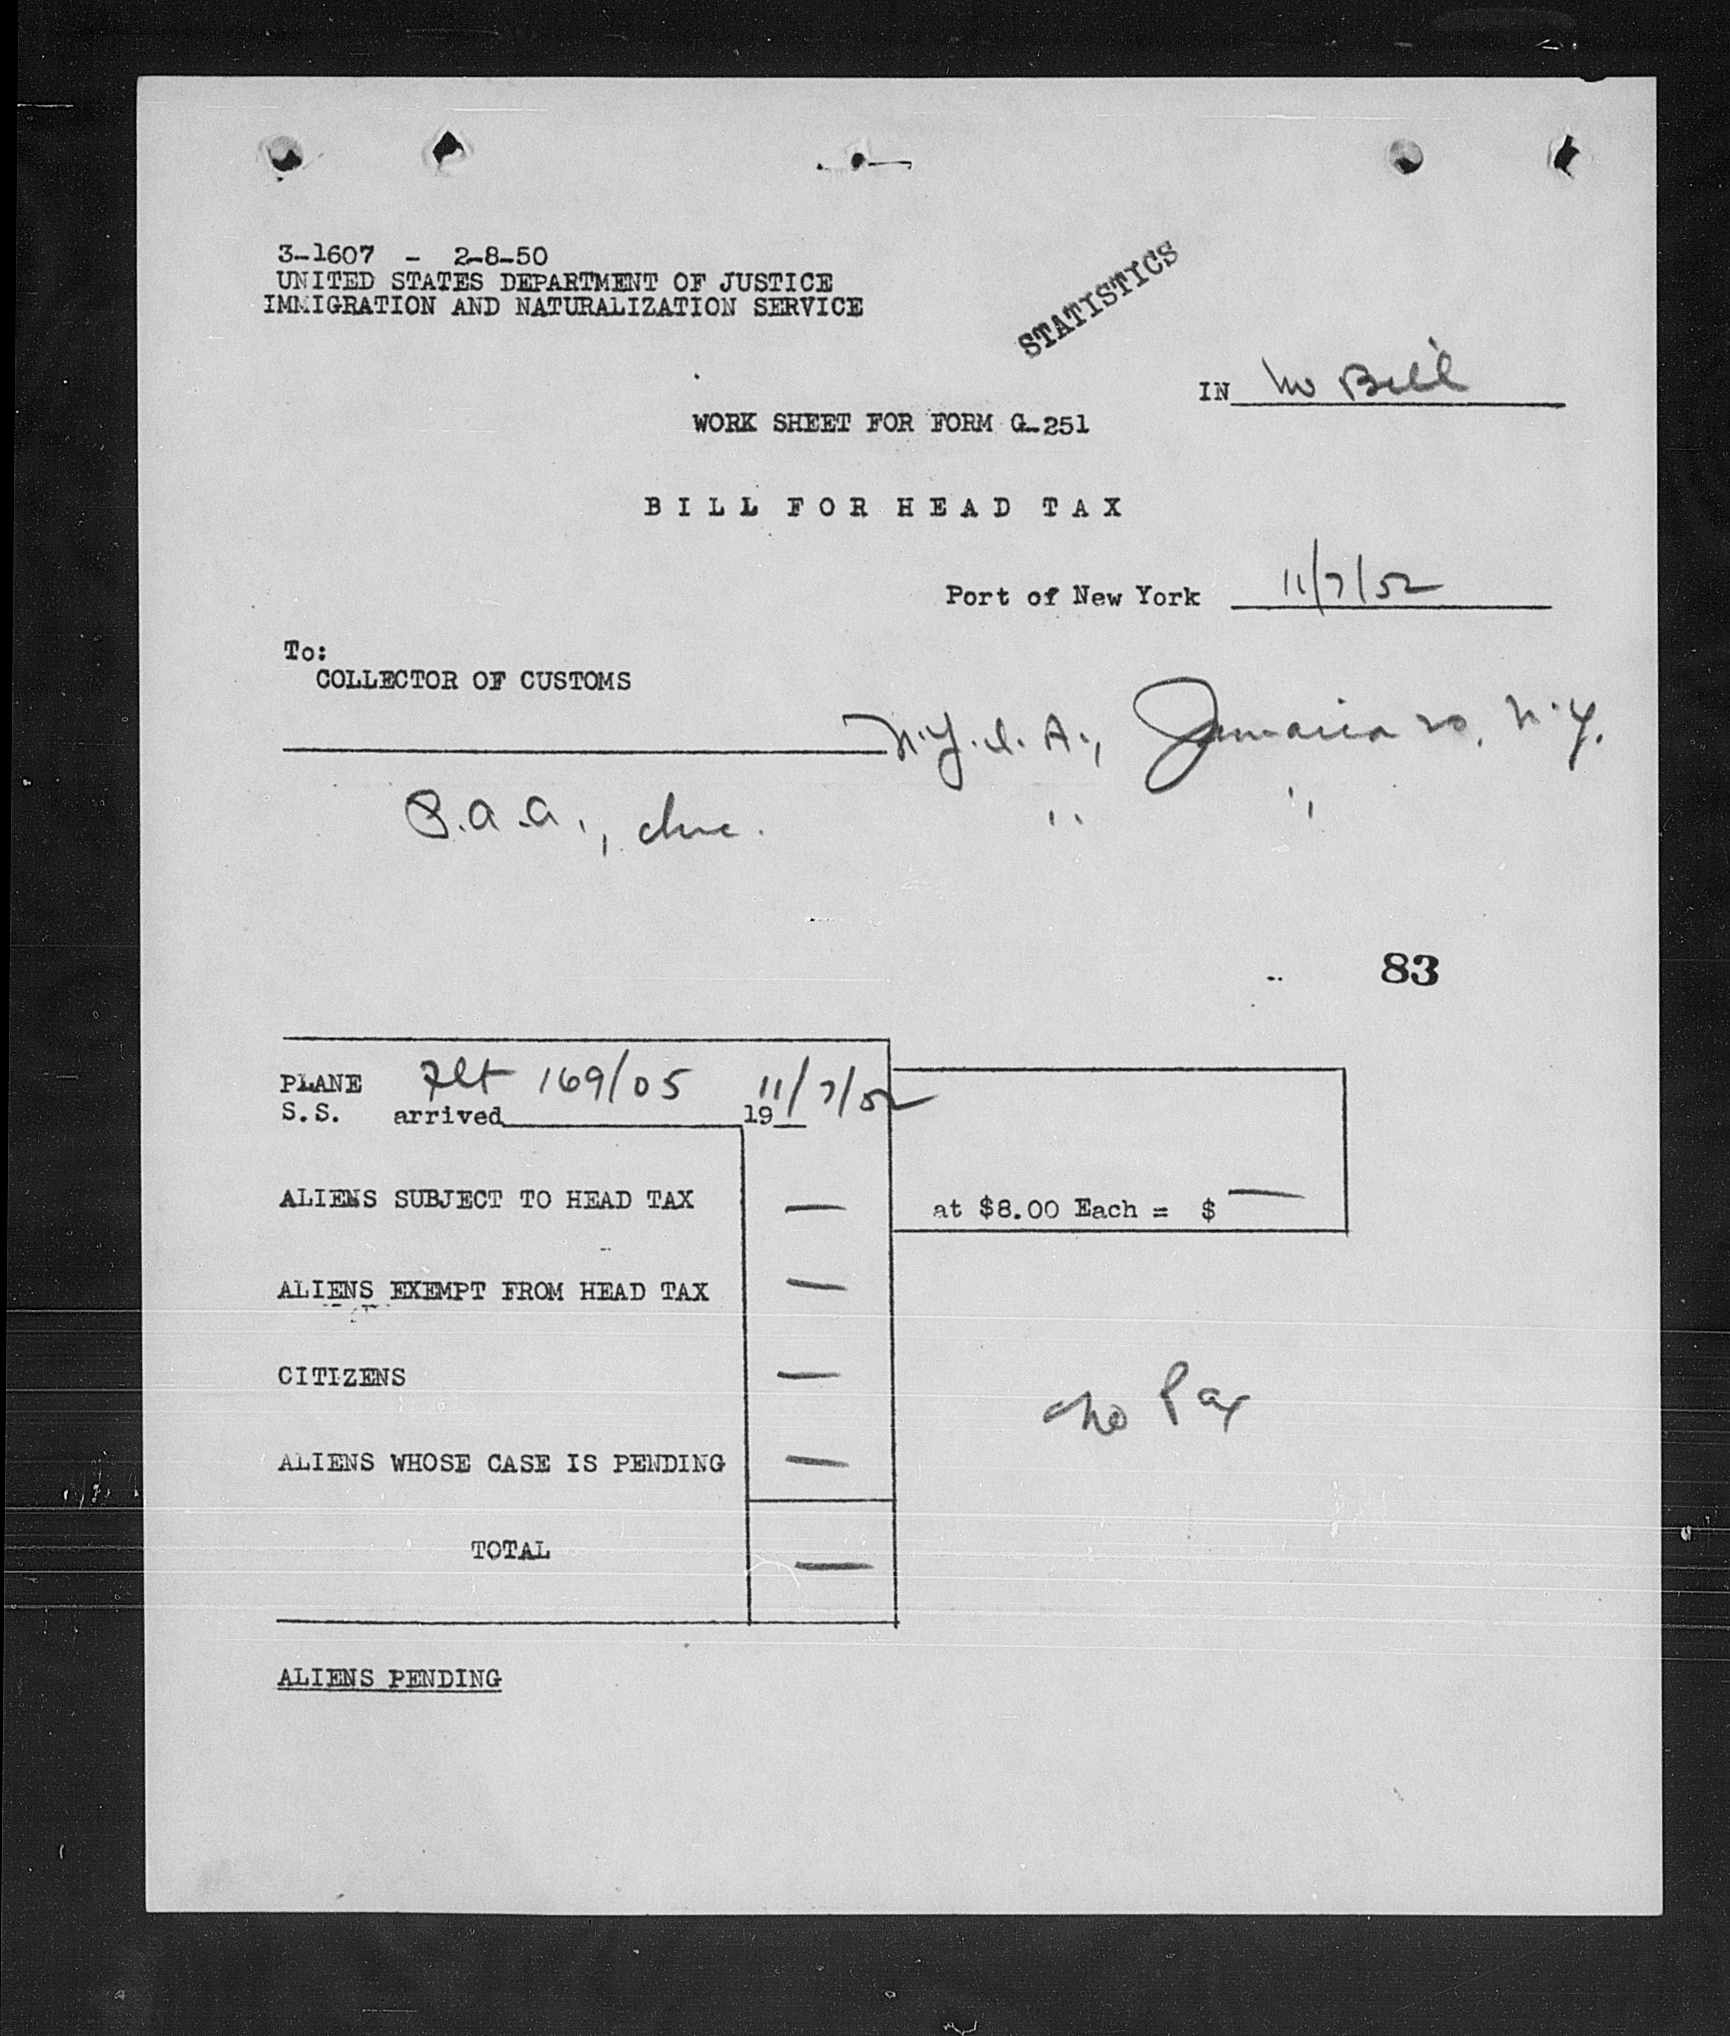 3-1607 - 2-8-50
UNITED STATES DEPARTMENT OF JUSTICE
IMMIGRATION AND NATURALIZATION SERVICE
STATISTICS
IN No Bill
WORK SHEET FOR FORM G-251
BILL FOR HEAD TAX
Port of New York 11/7/52
To:
COLLECTOR OF CUSTOMS
N.Y.I.A., Jamaica 20, N.Y.
P.A.A., Inc. " "
83
PLANE Flt 169/05 11/7/52
S.S. arrived 19
ALIENS SUBJECT TO HEAD TAX — at $8.00 Each = $ —
ALIENS EXEMPT FROM HEAD TAX —
CITIZENS —
No Pax
ALIENS WHOSE CASE IS PENDING —
TOTAL —
ALIENS PENDING